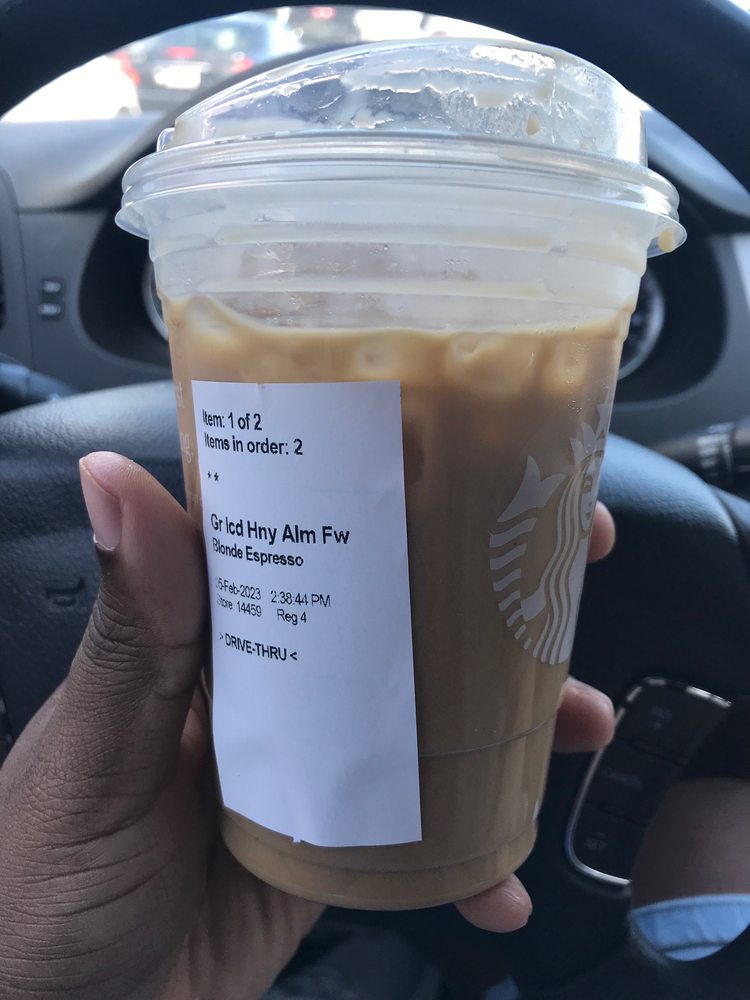 Item: 1 of 2
Items in order: 2
**
Gr Icd Hny Alm Fw
Blonde Espresso
5-Feb-2023 2:38:44 PM
Store 14459 Reg 4
> DRIVE-THRU <